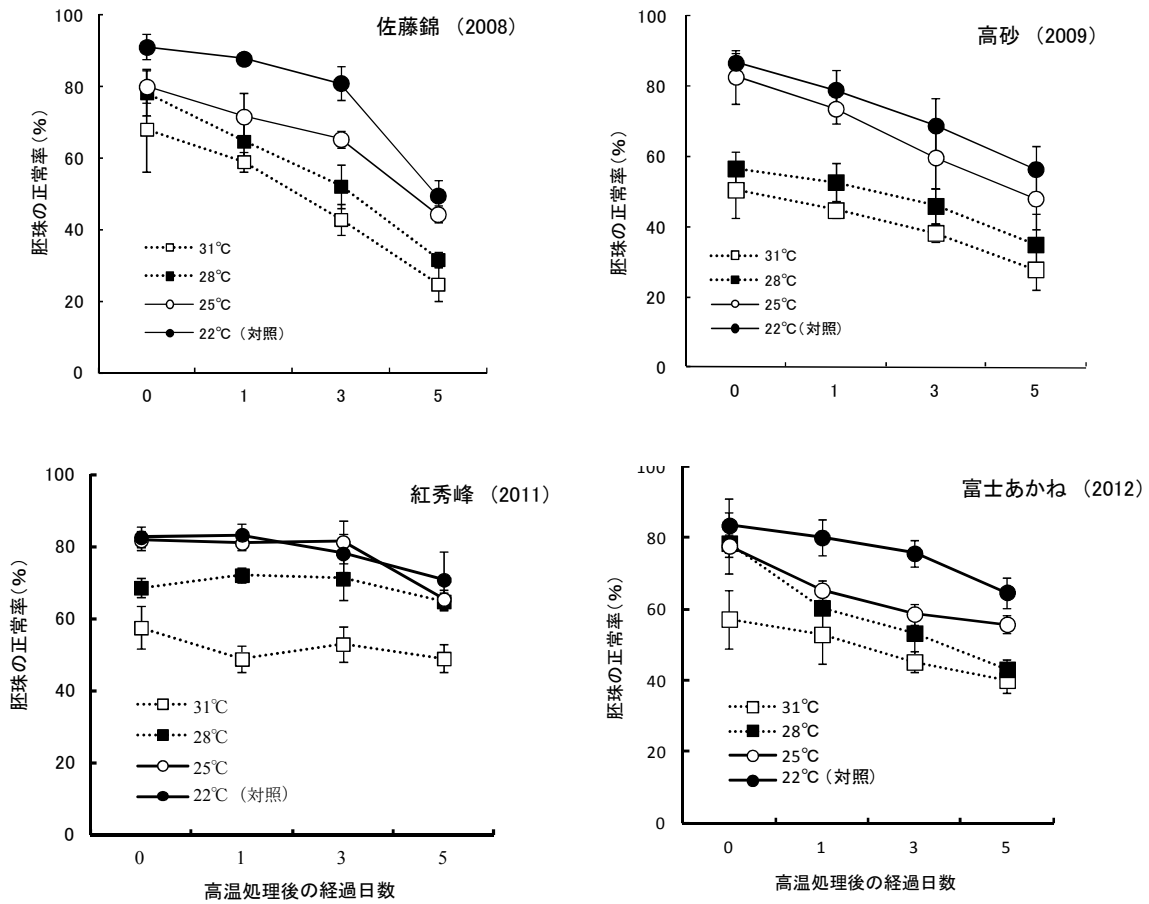 佐藤錦 （2008）
胚珠の正常率（%）
100
80
60
40
20
0
31℃
28℃
25℃
22℃（対照）
0 1 3 5
高砂 （2009）
胚珠の正常率（%）
100
80
60
40
20
0
31℃
28℃
25℃
22℃（対照）
0 1 3 5
紅秀峰 （2011）
胚珠の正常率（%）
100
80
60
40
20
0
31℃
28℃
25℃
22℃（対照）
0 1 3 5
高温処理後の経過日数
富士あかね （2012）
胚珠の正常率（%）
100
80
60
40
20
0
31℃
28℃
25℃
22℃（対照）
0 1 3 5
高温処理後の経過日数